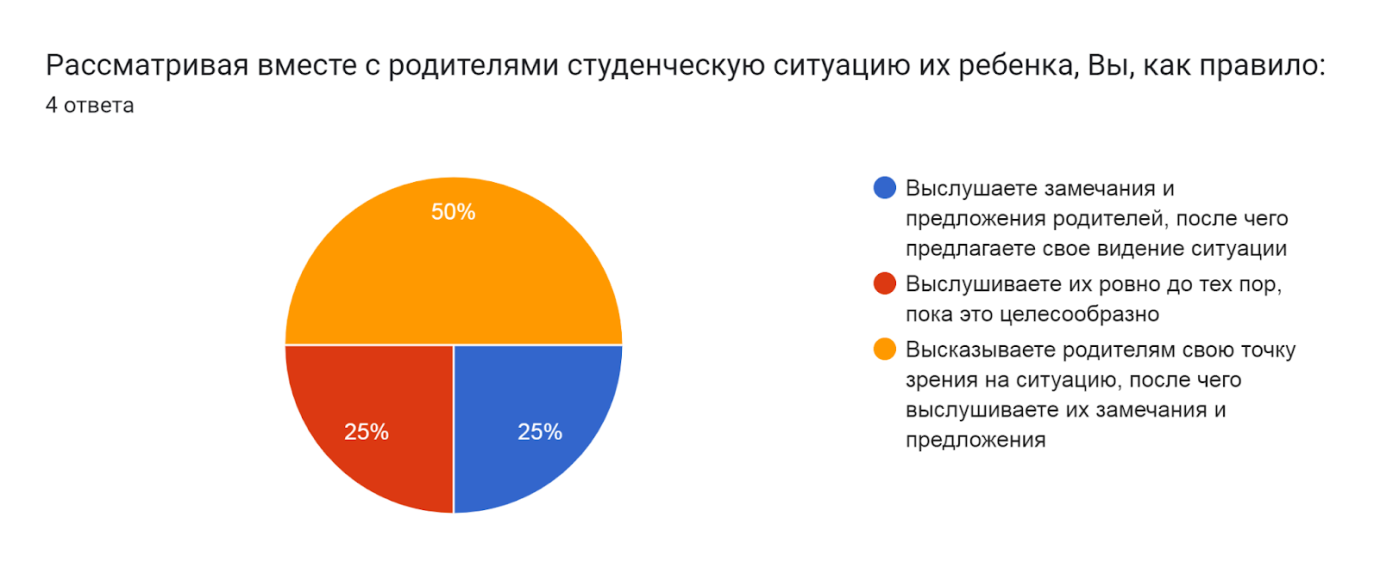 Рассматривая вместе с родителями студенческую ситуацию их ребенка, Вы, как правило:
4 ответа
50%
25%
25%
Выслушаете замечания и
предложения родителей, после чего
предлагаете свое видение ситуации
Выслушиваете их ровно до тех пор,
пока это целесообразно
Высказываете родителям свою точку
зрения на ситуацию, после чего
выслушиваете их замечания и
предложения